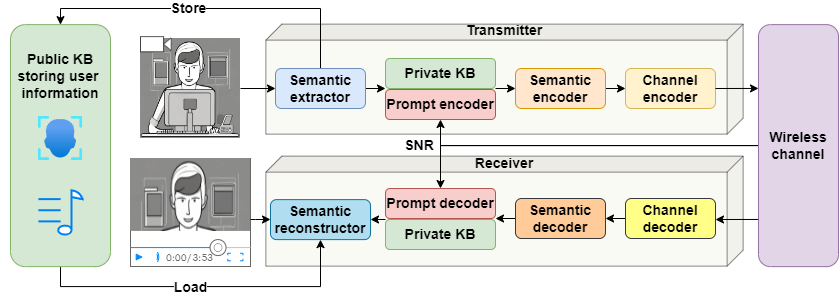 Store
Transmitter
Public KB
storing user
information
Semantic
extractor
Private KB
Prompt encoder
Semantic
encoder
Channel
encoder
SNR
Wireless
channel
Receiver
Semantic
reconstructor
Prompt decoder
Private KB
Semantic
decoder
Channel
decoder
0:00/3:53
Load